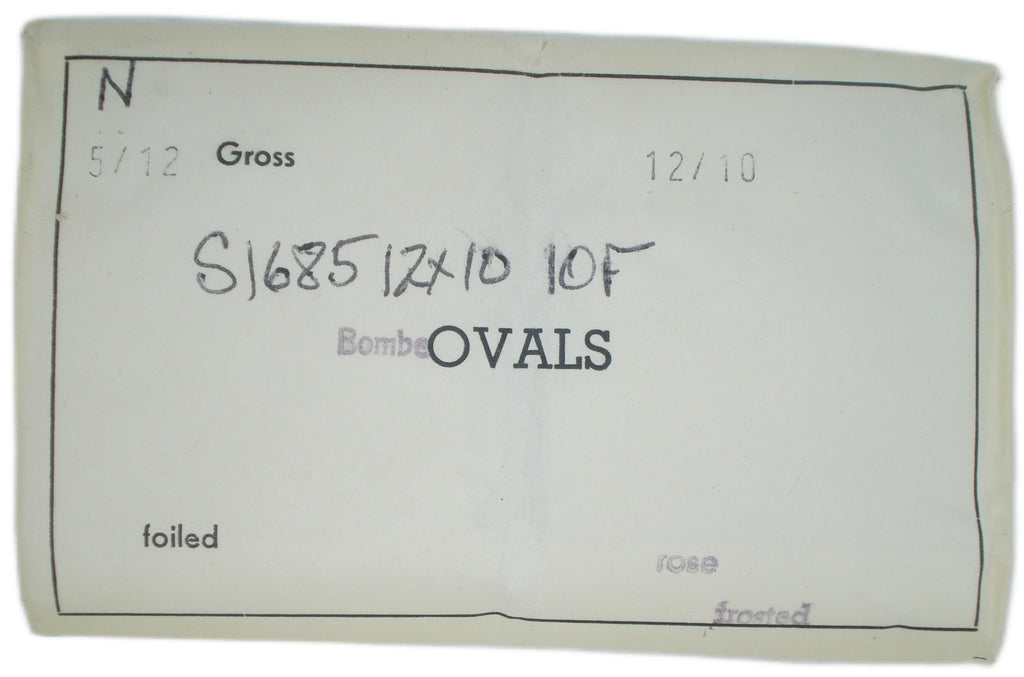 N
5/12 Gross 12/10
S1685 12x10 10F
Bombe OVALS
foiled
rose
frosted